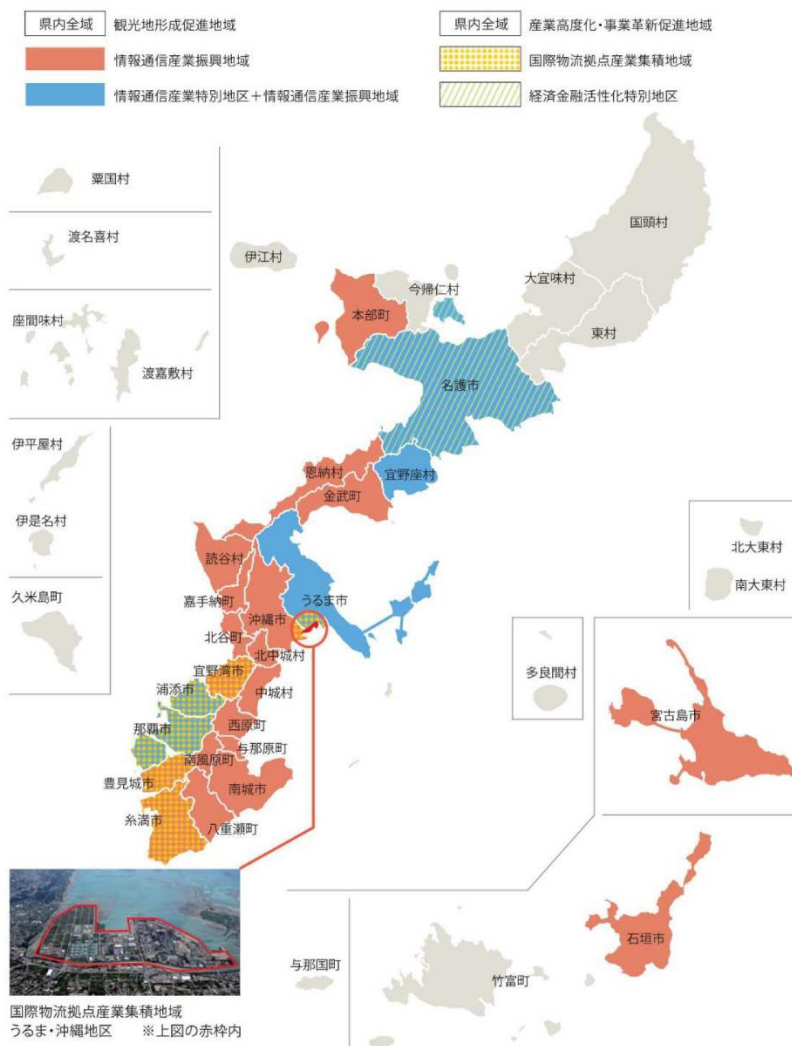 県内全域 観光地形成促進地域
県内全域 産業高度化・事業革新促進地域
情報通信産業振興地域
国際物流拠点産業集積地域
情報通信産業特別地区＋情報通信産業振興地域
経済金融活性化特別地区
粟国村
渡名喜村
座間味村
渡嘉敷村
伊平屋村
伊是名村
久米島町
伊江村
国頭村
大宜味村
今帰仁村
本部町
東村
名護市
恩納村
宜野座村
金武町
読谷村
うるま市
嘉手納町
沖縄市
北谷町
北中城村
宜野湾市
中城村
浦添市
那覇市
西原町
与那原町
南風原町
豊見城市
南城市
糸満市
八重瀬町
北大東村
南大東村
多良間村
宮古島市
石垣市
与那国町
竹富町
国際物流拠点産業集積地域
うるま・沖縄地区 ※上図の赤枠内